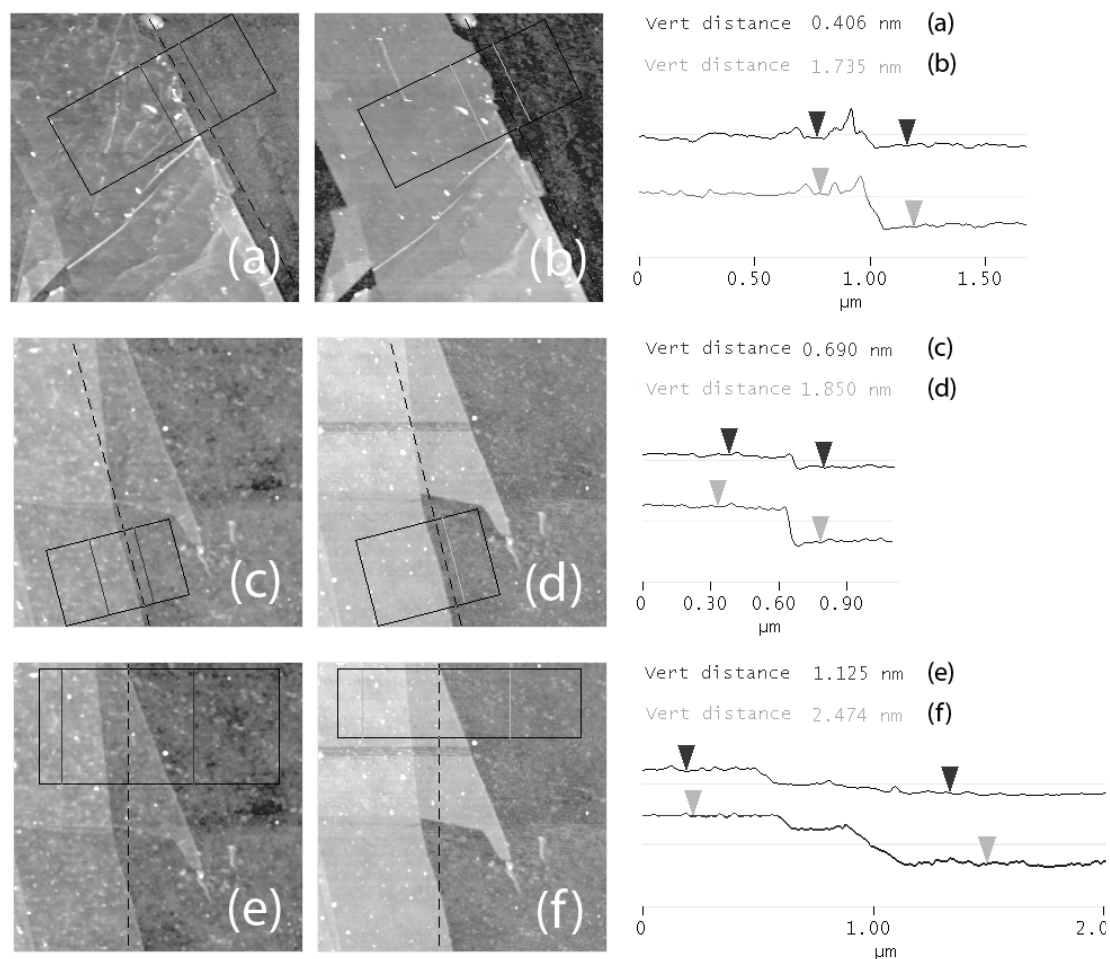 Vert distance 0.406 nm (a)
Vert distance 1.735 nm (b)
(a)
(b)
0 0.50 1.00 1.50
µm
Vert distance 0.690 nm (c)
Vert distance 1.850 nm (d)
(c)
(d)
0 0.30 0.60 0.90
µm
Vert distance 1.125 nm (e)
Vert distance 2.474 nm (f)
(e)
(f)
0 1.00 2.0
µm